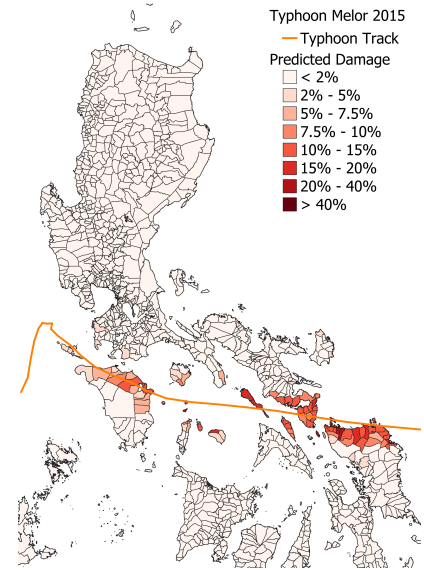 Typhoon Melor 2015
Typhoon Track
Predicted Damage
< 2%
2% - 5%
5% - 7.5%
7.5% - 10%
10% - 15%
15% - 20%
20% - 40%
> 40%